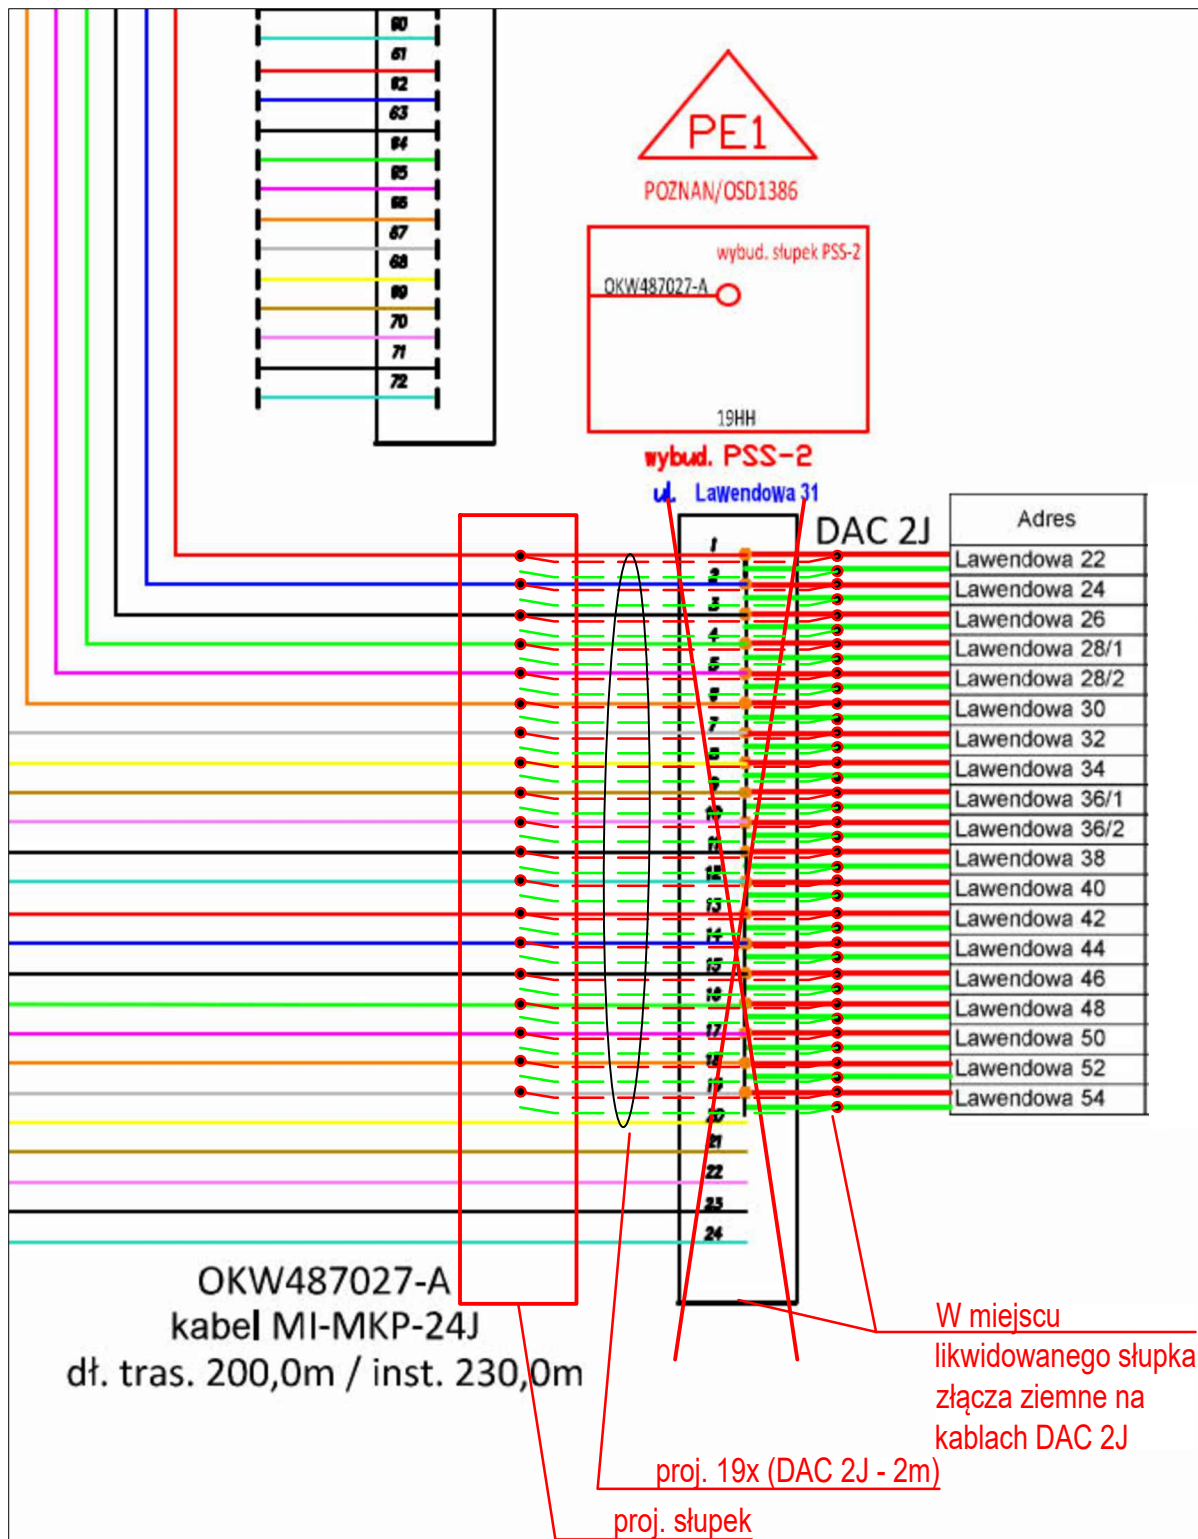 60
61
62
63
64
65
66
67
68
69
70
71
72
PE1
POZNAN/OSD1386
wybud. słupek PSS-2
OKW487027-A
19HH
wybud. PSS-2
ul. Lawendowa 31
DAC 2J
Adres
1
Lawendowa 22
2
Lawendowa 24
3
Lawendowa 26
4
Lawendowa 28/1
5
Lawendowa 28/2
6
Lawendowa 30
7
Lawendowa 32
8
Lawendowa 34
9
Lawendowa 36/1
10
Lawendowa 36/2
11
Lawendowa 38
12
Lawendowa 40
13
Lawendowa 42
14
Lawendowa 44
15
Lawendowa 46
16
Lawendowa 48
17
Lawendowa 50
18
Lawendowa 52
19
Lawendowa 54
20
21
22
23
24
OKW487027-A
kabel MI-MKP-24J
dł. tras. 200,0m / inst. 230,0m
W miejscu
likwidowanego słupka
złącza ziemne na
kablach DAC 2J
proj. 19x (DAC 2J - 2m)
proj. słupek